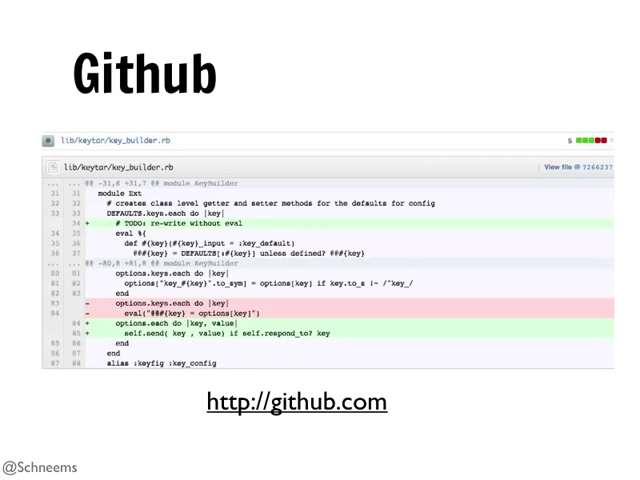 Github
lib/keytar/key_builder.rb 5
lib/keytar/key_builder.rb View file @ 7266237
... ... @@ -31,6 +31,7 @@ module KeyBuilder
31 31 module Ext
32 32 # creates class level getter and setter methods for the defaults for config
33 33 DEFAULTS.keys.each do |key|
34 + # TODO: re-write without eval
34 35 eval %{
35 36 def #{key}(#{key}_input = :key_default)
36 37 @@#{key} = DEFAULTS[:#{key}] unless defined? @@#{key}
... ... @@ -80,8 +81,8 @@ module KeyBuilder
80 81 options.keys.each do |key|
81 82 options["key_#{key}".to_sym] = options[key] if key.to_s !~ /^key_/
82 83 end
83 - options.keys.each do |key|
84 - eval("@@#{key} = options[key]")
84 + options.each do |key, value|
85 + self.send( key , value) if self.respond_to? key
85 86 end
86 87 end
87 88 alias :keyfig :key_config
http://github.com
@Schneems